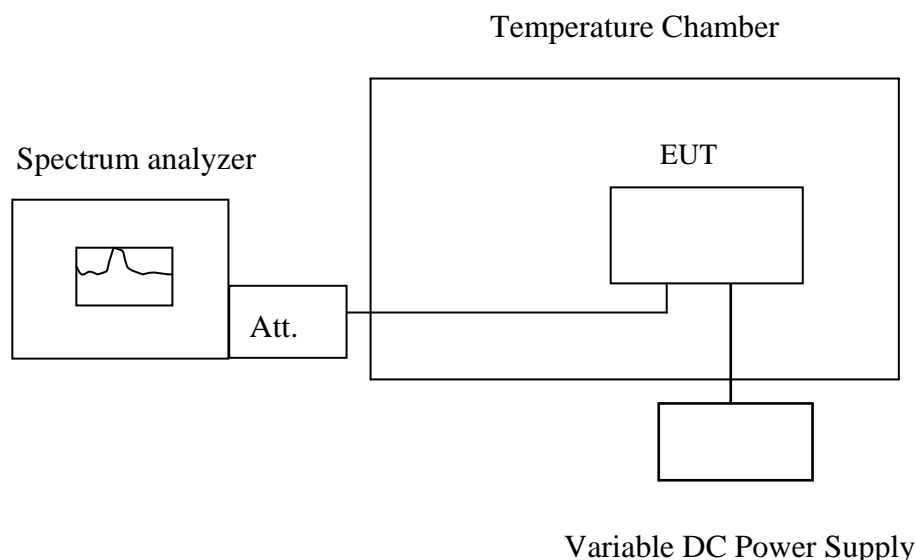 Temperature Chamber
Spectrum analyzer
EUT
Att.
Variable DC Power Supply